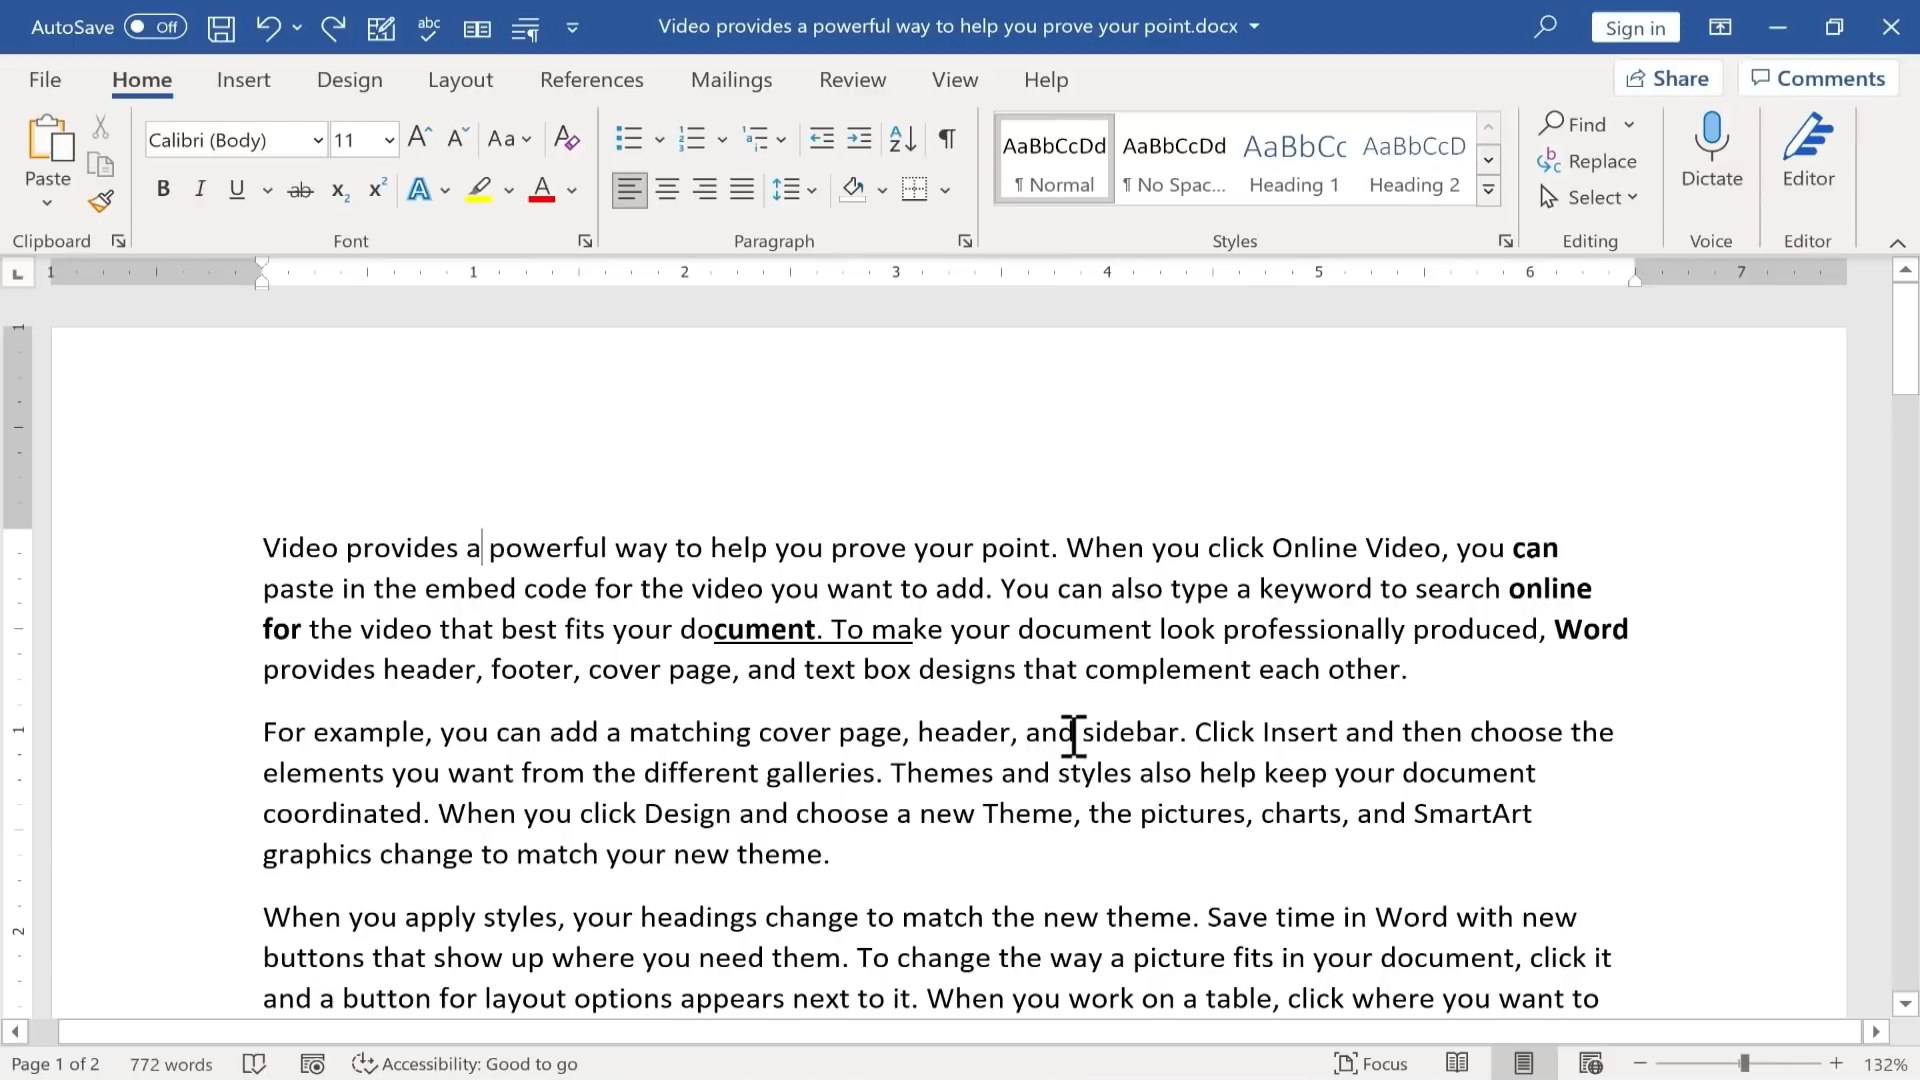 AutoSave Off Video provides a powerful way to help you prove your point.docx Sign in
File Home Insert Design Layout References Mailings Review View Help Share Comments
Paste
Clipboard
Calibri (Body) 11
Font
Paragraph
AaBbCcDd AaBbCcDd AaBbCc AaBbCcD
¶ Normal ¶ No Spac... Heading 1 Heading 2
Styles
Find
Replace
Select
Editing
Dictate
Voice
Editor
Editor
1 1 2 3 4 5 6 7
Video provides a powerful way to help you prove your point. When you click Online Video, you can
paste in the embed code for the video you want to add. You can also type a keyword to search online
for the video that best fits your document. To make your document look professionally produced, Word
provides header, footer, cover page, and text box designs that complement each other.
For example, you can add a matching cover page, header, and sidebar. Click Insert and then choose the
elements you want from the different galleries. Themes and styles also help keep your document
coordinated. When you click Design and choose a new Theme, the pictures, charts, and SmartArt
graphics change to match your new theme.
When you apply styles, your headings change to match the new theme. Save time in Word with new
buttons that show up where you need them. To change the way a picture fits in your document, click it
and a button for layout options appears next to it. When you work on a table, click where you want to
Page 1 of 2 772 words Accessibility: Good to go Focus 132%